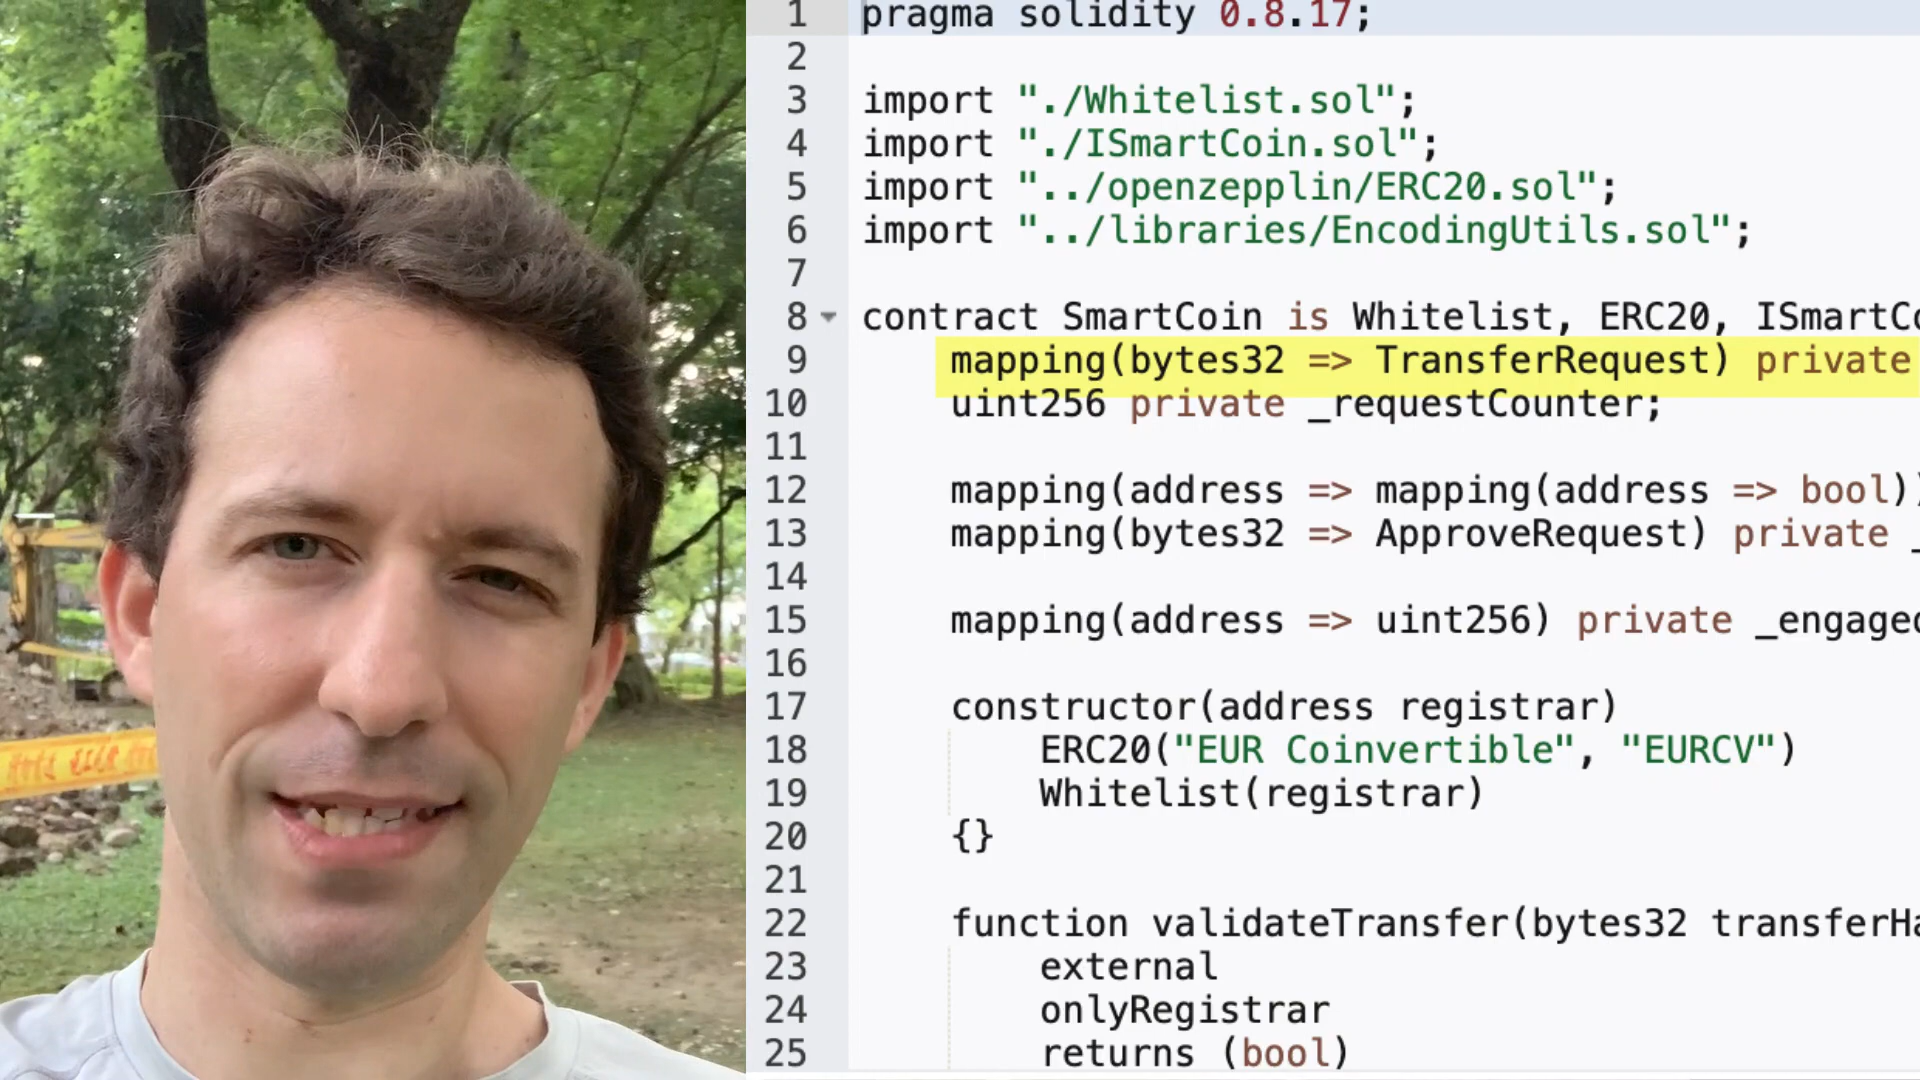 1 pragma solidity 0.8.17;
2
3 import "./Whitelist.sol";
4 import "./ISmartCoin.sol";
5 import "../openzepplin/ERC20.sol";
6 import "../libraries/EncodingUtils.sol";
7
8 contract SmartCoin is Whitelist, ERC20, ISmartCo
9 mapping(bytes32 => TransferRequest) private
10 uint256 private _requestCounter;
11
12 mapping(address => mapping(address => bool))
13 mapping(bytes32 => ApproveRequest) private _
14
15 mapping(address => uint256) private _engaged
16
17 constructor(address registrar)
18 ERC20("EUR Coinvertible", "EURCV")
19 Whitelist(registrar)
20 {}
21
22 function validateTransfer(bytes32 transferHa
23 external
24 onlyRegistrar
25 returns (bool)